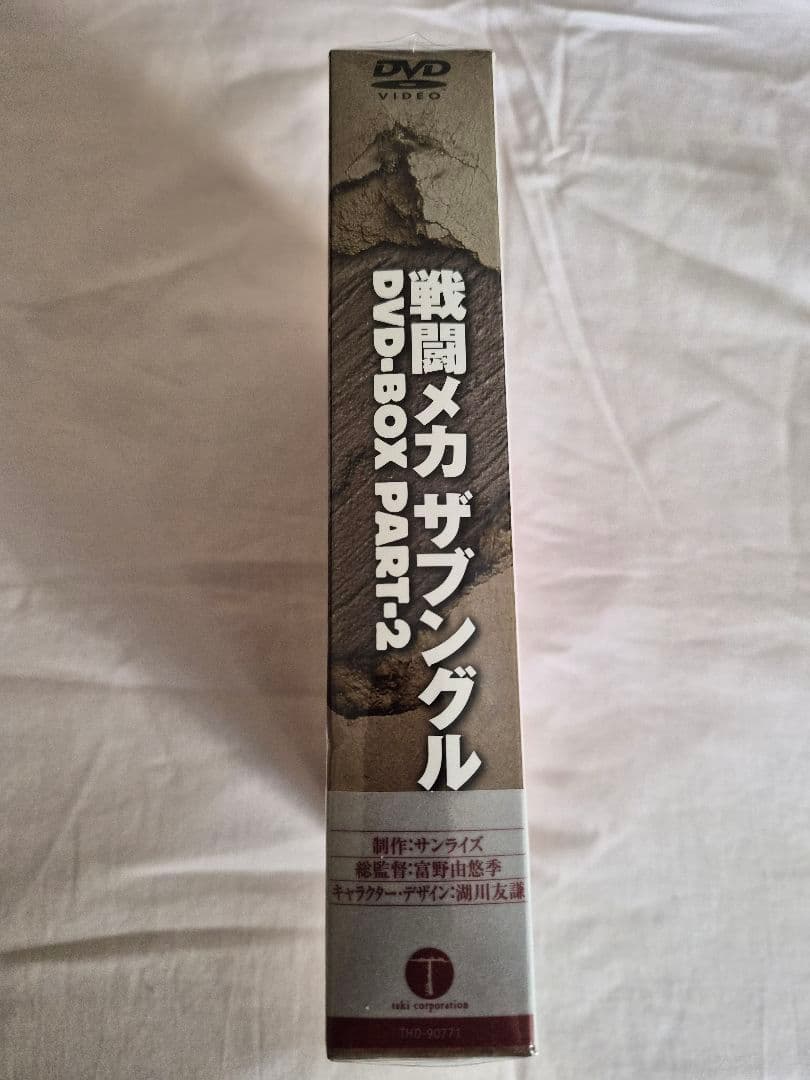 DVD
VIDEO
戦闘メカ ザブングル
DVD-BOX PART-2
制作:サンライズ
総監督:富野由悠季
キャラクター・デザイン:湖川友謙
taki corporation
THD-90771